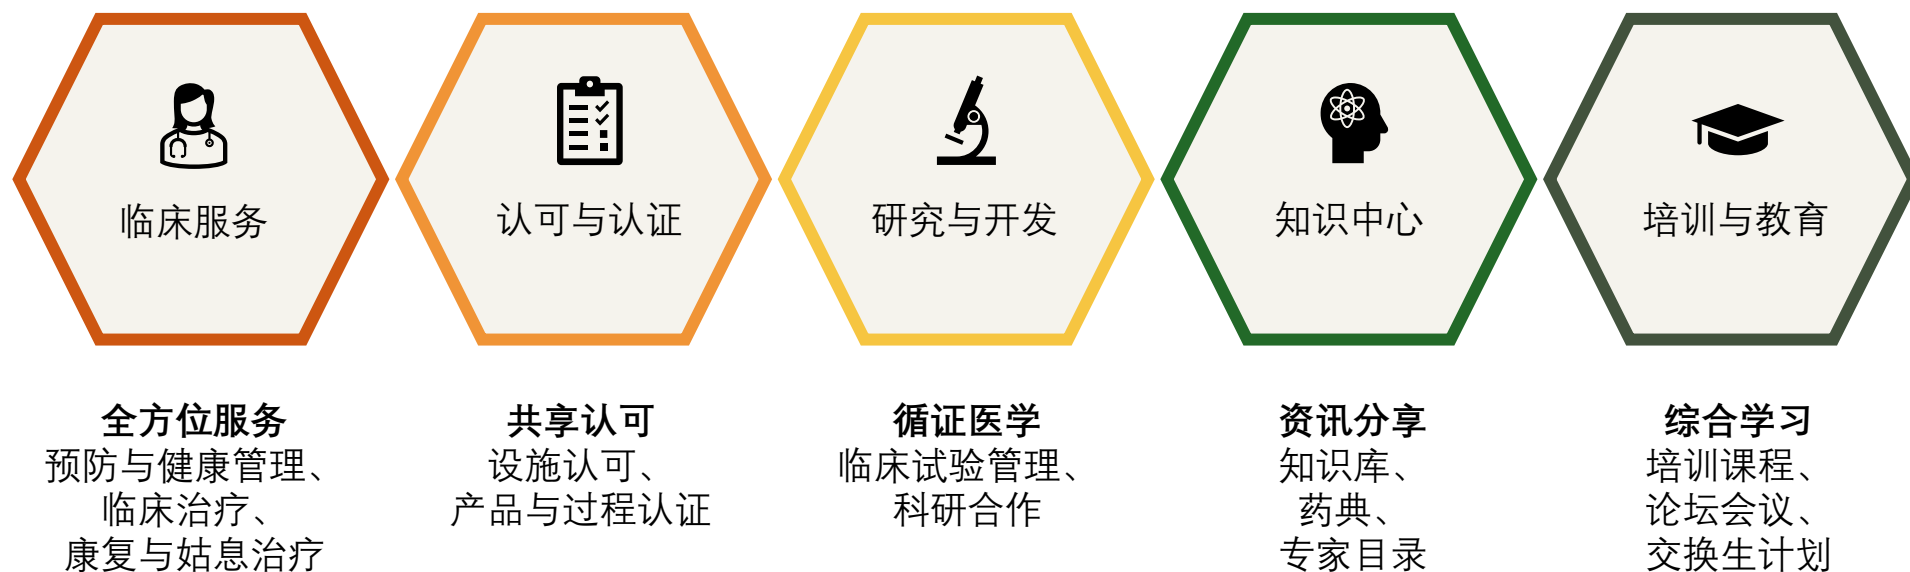 临床服务
认可与认证
研究与开发
知识中心
培训与教育
全方位服务
预防与健康管理、
临床治疗、
康复与姑息治疗
共享认可
设施认可、
产品与过程认证
循证医学
临床试验管理、
科研合作
资讯分享
知识库、
药典、
专家目录
综合学习
培训课程、
论坛会议、
交换生计划